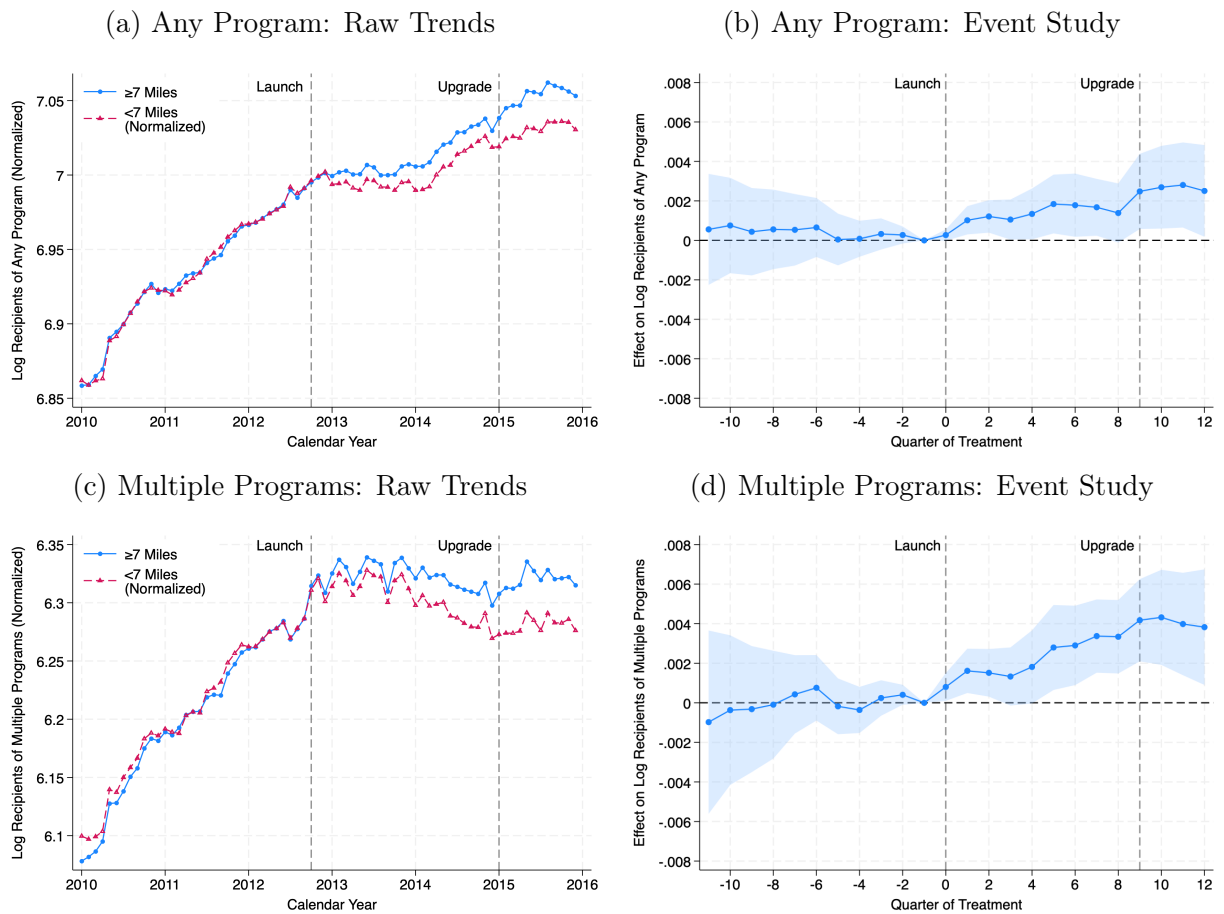 (a) Any Program: Raw Trends
Log Recipients of Any Program (Normalized)
7.05
7
6.95
6.9
6.85
≥7 Miles
<7 Miles
(Normalized)
Launch
Upgrade
2010 2011 2012 2013 2014 2015 2016
Calendar Year
(b) Any Program: Event Study
Effect on Log Recipients of Any Program
.008
.006
.004
.002
0
-.002
-.004
-.006
-.008
Launch
Upgrade
-10 -8 -6 -4 -2 0 2 4 6 8 10 12
Quarter of Treatment
(c) Multiple Programs: Raw Trends
Log Recipients of Multiple Programs (Normalized)
6.35
6.3
6.25
6.2
6.15
6.1
≥7 Miles
<7 Miles
(Normalized)
Launch
Upgrade
2010 2011 2012 2013 2014 2015 2016
Calendar Year
(d) Multiple Programs: Event Study
Effect on Log Recipients of Multiple Programs
.008
.006
.004
.002
0
-.002
-.004
-.006
-.008
Launch
Upgrade
-10 -8 -6 -4 -2 0 2 4 6 8 10 12
Quarter of Treatment